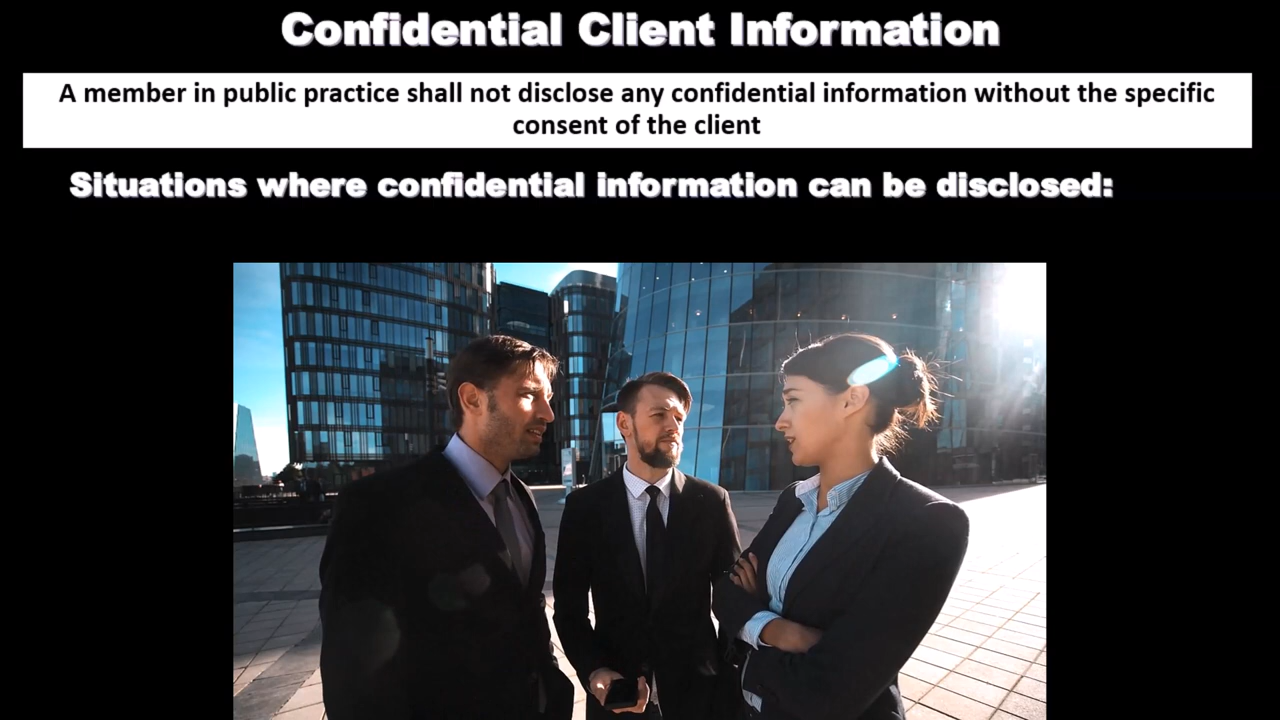 Confidential Client Information
A member in public practice shall not disclose any confidential information without the specific
consent of the client
Situations where confidential information can be disclosed: